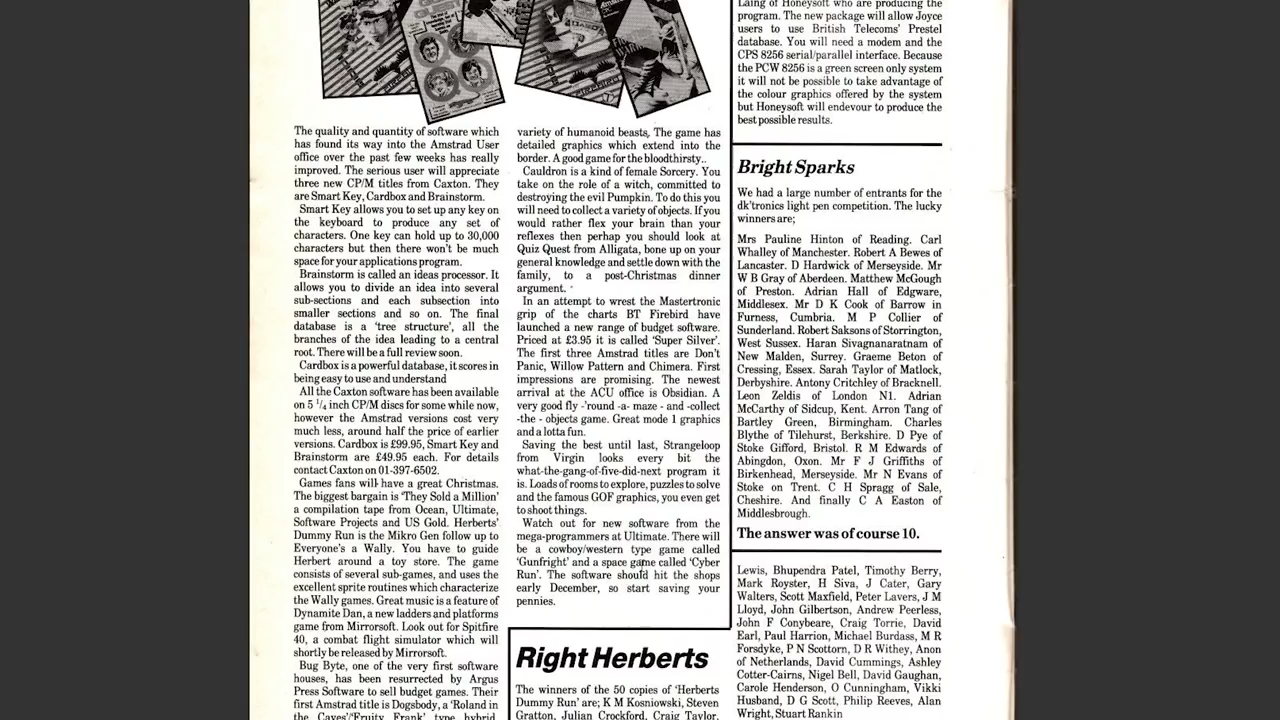 The quality and quantity of software which
has found its way into the Amstrad User
office over the past few weeks has really
improved. The serious user will appreciate
three new CP/M titles from Caxton. They
are Smart Key, Cardbox and Brainstorm.
Smart Key allows you to set up any key on
the keyboard to produce any set of
characters. One key can hold up to 30,000
characters but then there won't be much
space for your applications program.
Brainstorm is called an ideas processor. It
allows you to divide an idea into several
sub-sections and each subsection into
smaller sections and so on. The final
database is a 'tree structure', all the
branches of the idea leading to a central
root. There will be a full review soon.
Cardbox is a powerful database, it scores in
being easy to use and understand
All the Caxton software has been available
on 5 1/4 inch CP/M discs for some while now,
however the Amstrad versions cost very
much less, around half the price of earlier
versions. Cardbox is £99.95, Smart Key and
Brainstorm are £49.95 each. For details
contact Caxton on 01-397-6502.
Games fans will have a great Christmas.
The biggest bargain is 'They Sold a Million'
a compilation tape from Ocean, Ultimate,
Software Projects and US Gold. Herberts'
Dummy Run is the Mikro Gen follow up to
Everyone's a Wally. You have to guide
Herbert around a toy store. The game
consists of several sub-games, and uses the
excellent sprite routines which characterize
the Wally games. Great music is a feature of
Dynamite Dan, a new ladders and platforms
game from Mirrorsoft. Look out for Spitfire
40, a combat flight simulator which will
shortly be released by Mirrorsoft.
Bug Byte, one of the very first software
houses, has been resurrected by Argus
Press Software to sell budget games. Their
first Amstrad title is Dogsbody, a 'Roland in
the Caves'/'Fruity Frank' type hybrid.
variety of humanoid beasts. The game has
detailed graphics which extend into the
border. A good game for the bloodthirsty..
Cauldron is a kind of female Sorcery. You
take on the role of a witch, committed to
destroying the evil Pumpkin. To do this you
will need to collect a variety of objects. If you
would rather flex your brain than your
reflexes then perhap you should look at
Quiz Quest from Alligata, bone up on your
general knowledge and settle down with the
family, to a post-Christmas dinner
argument.
In an attempt to wrest the Mastertronic
grip of the charts BT Firebird have
launched a new range of budget software.
Priced at £3.95 it is called 'Super Silver'.
The first three Amstrad titles are Don't
Panic, Willow Pattern and Chimera. First
impressions are promising. The newest
arrival at the ACU office is Obsidian. A
very good fly -'round -a- maze - and -collect
-the - objects game. Great mode 1 graphics
and a lotta fun.
Saving the best until last, Strangeloop
from Virgin looks every bit the
what-the-gang-of-five-did-next program it
is. Loads of rooms to explore, puzzles to solve
and the famous GOF graphics, you even get
to shoot things.
Watch out for new software from the
mega-programmers at Ultimate. There will
be a cowboy/western type game called
'Gunfright' and a space game called 'Cyber
Run'. The software should hit the shops
early December, so start saving your
pennies.
Right Herberts
The winners of the 50 copies of 'Herberts
Dummy Run' are; K M Kosniowski, Steven
Gratton, Julian Crockford, Craig Taylor,
Laing of Honeysoft who are producing the
program. The new package will allow Joyce
users to use British Telecoms' Prestel
database. You will need a modem and the
CPS 8256 serial/parallel interface. Because
the PCW 8256 is a green screen only system
it will not be possible to take advantage of
the colour graphics offered by the system
but Honeysoft will endevour to produce the
best possible results.
Bright Sparks
We had a large number of entrants for the
dk'tronics light pen competition. The lucky
winners are;
Mrs Pauline Hinton of Reading. Carl
Whalley of Manchester. Robert A Bewes of
Lancaster. D Hardwick of Merseyside. Mr
W B Gray of Aberdeen. Matthew McGough
of Preston. Adrian Hall of Edgware,
Middlesex. Mr D K Cook of Barrow in
Furness, Cumbria. M P Collier of
Sunderland. Robert Saksons of Storrington,
West Sussex. Haran Sivagnanaratnam of
New Malden, Surrey. Graeme Beton of
Cressing, Essex. Sarah Taylor of Matlock,
Derbyshire. Antony Critchley of Bracknell.
Leon Zeldis of London N1. Adrian
McCarthy of Sidcup, Kent. Arron Tang of
Bartley Green, Birmingham. Charles
Blythe of Tilehurst, Berkshire. D Pye of
Stoke Gifford, Bristol. R M Edwards of
Abingdon, Oxon. Mr F J Griffiths of
Birkenhead, Merseyside. Mr N Evans of
Stoke on Trent. C H Spragg of Sale,
Cheshire. And finally C A Easton of
Middlesbrough.
The answer was of course 10.
Lewis, Bhupendra Patel, Timothy Berry,
Mark Royster, H Siva, J Cater, Gary
Walters, Scott Maxfield, Peter Lavers, J M
Lloyd, John Gilbertson, Andrew Peerless,
John F Conybeare, Craig Torrie, David
Earl, Paul Harrion, Michael Burdass, M R
Forsdyke, P N Scottorn, D R Withey, Anon
of Netherlands, David Cummings, Ashley
Cotter-Cairns, Nigel Bell, David Gaughan,
Carole Henderson, O Cunningham, Vikki
Husband, D G Scott, Philip Reeves, Alan
Wright, Stuart Rankin